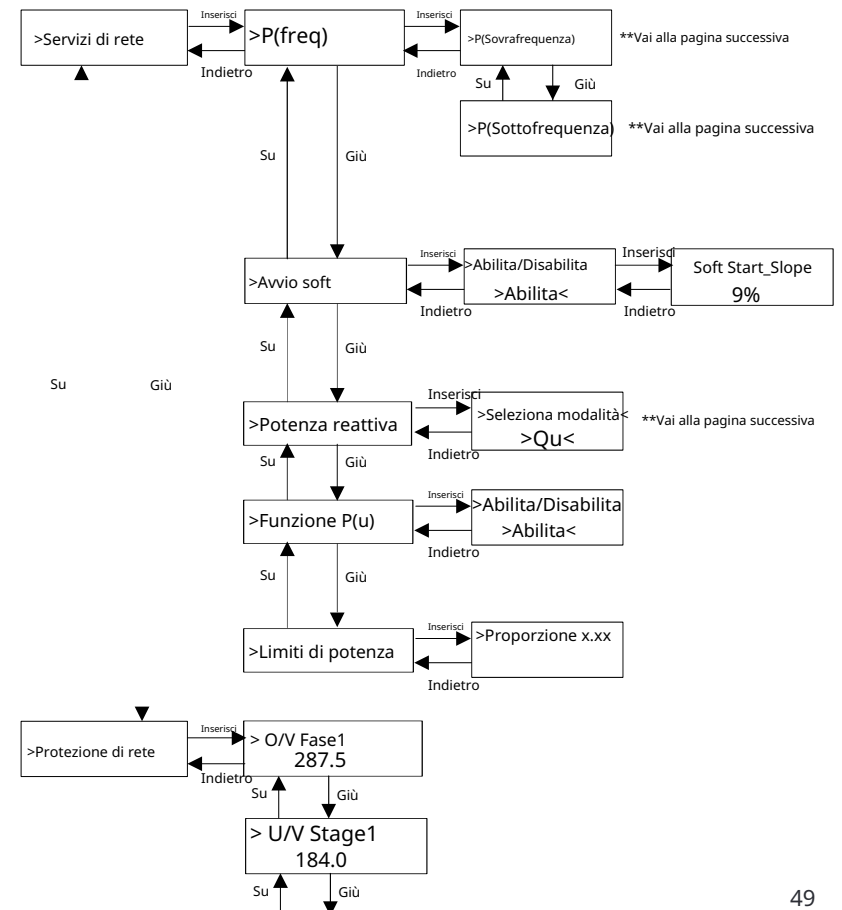 >Servizi di rete
Inserisci
Indietro
>P(freq)
Inserisci
Indietro
>P(Sovrafrequenza)
**Vai alla pagina successiva
Su
Giù
>P(Sottofrequenza)
**Vai alla pagina successiva
Su
Giù
>Avvio soft
Inserisci
Indietro
>Abilita/Disabilita
>Abilita<
Inserisci
Indietro
Soft Start_Slope
9%
Su
Giù
Su
Giù
>Potenza reattiva
Inserisci
Indietro
>Seleziona modalità<
>Qu<
**Vai alla pagina successiva
Su
Giù
>Funzione P(u)
Inserisci
Indietro
>Abilita/Disabilita
>Abilita<
Su
Giù
>Limiti di potenza
Inserisci
Indietro
>Proporzione x.xx
>Protezione di rete
Inserisci
Indietro
> O/V Fase1
287.5
Su
Giù
> U/V Stage1
184.0
Su
Giù
49